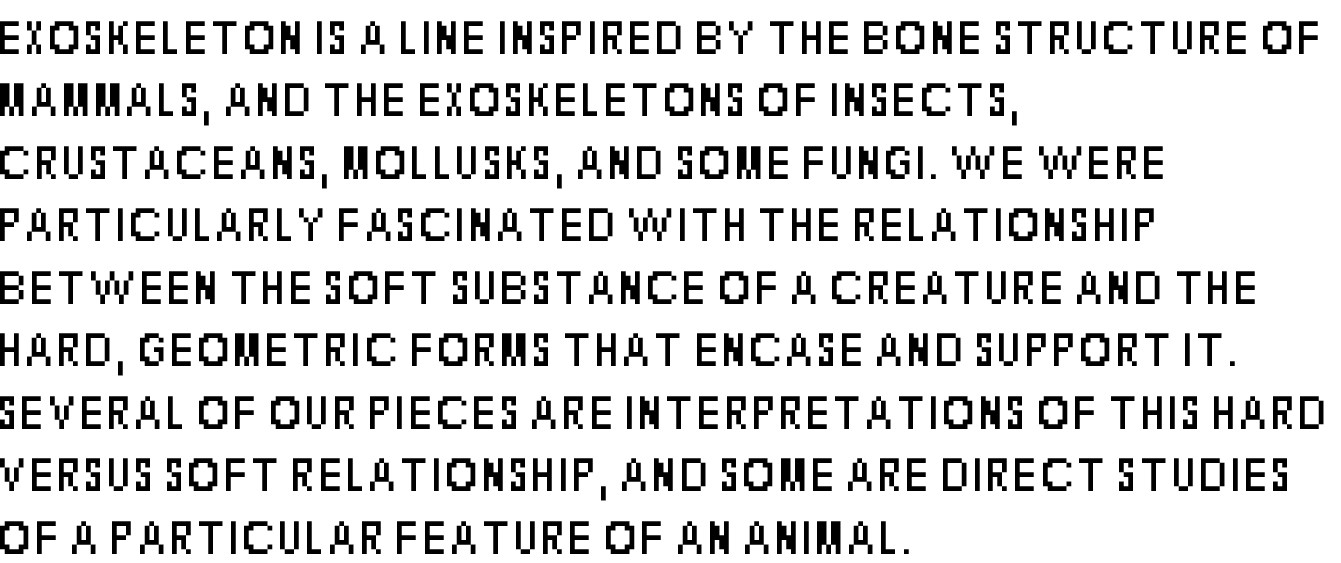 EXOSKELETON IS A LINE INSPIRED BY THE BONE STRUCTURE OF
MAMMALS, AND THE EXOSKELETONS OF INSECTS,
CRUSTACEANS, MOLLUSKS, AND SOME FUNGI. WE WERE
PARTICULARLY FASCINATED WITH THE RELATIONSHIP
BETWEEN THE SOFT SUBSTANCE OF A CREATURE AND THE
HARD, GEOMETRIC FORMS THAT ENCASE AND SUPPORT IT.
SEVERAL OF OUR PIECES ARE INTERPRETATIONS OF THIS HARD
VERSUS SOFT RELATIONSHIP, AND SOME ARE DIRECT STUDIES
OF A PARTICULAR FEATURE OF AN ANIMAL.